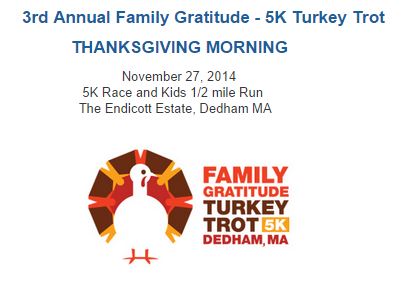 3rd Annual Family Gratitude - 5K Turkey Trot
THANKSGIVING MORNING
November 27, 2014
5K Race and Kids 1/2 mile Run
The Endicott Estate, Dedham MA
FAMILY
GRATITUDE
TURKEY
TROT 5K
DEDHAM, MA